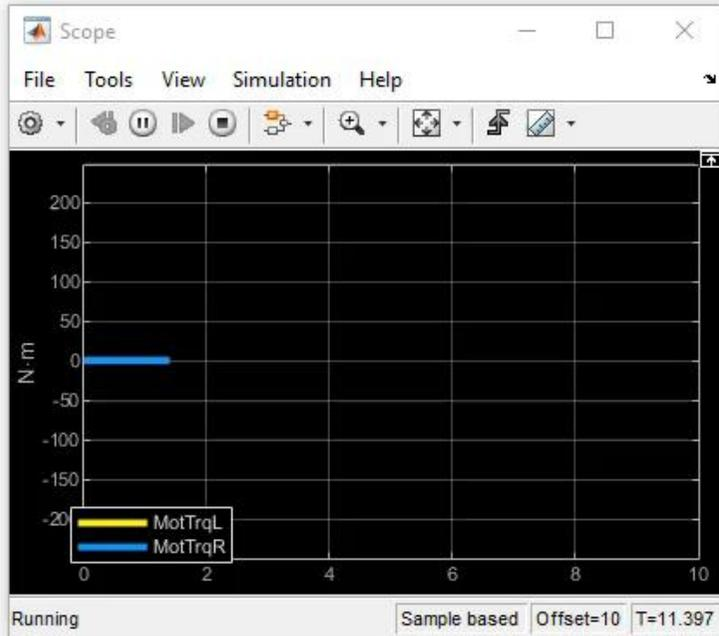 Scope
File Tools View Simulation Help
200
150
100
50
0
-50
-100
-150
-20
N·m
MotTrqL
MotTrqR
0 2 4 6 8 10
Running Sample based Offset=10 T=11.397